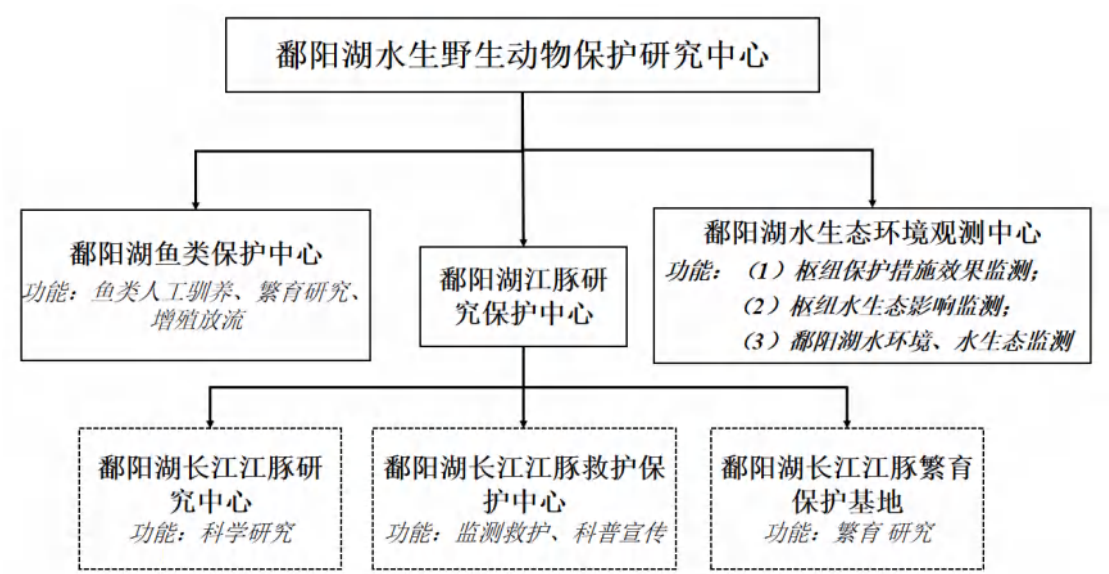 鄱阳湖水生野生动物保护研究中心
鄱阳湖鱼类保护中心
功能：鱼类人工驯养、繁育研究、
增殖放流
鄱阳湖江豚研
究保护中心
鄱阳湖水生态环境观测中心
功能：（1）枢纽保护措施效果监测；
（2）枢纽水生态影响监测；
（3）鄱阳湖水环境、水生态监测
鄱阳湖长江江豚研
究中心
功能：科学研究
鄱阳湖长江江豚救护保
护中心
功能：监测救护、科普宣传
鄱阳湖长江江豚繁育
保护基地
功能：繁育 研究